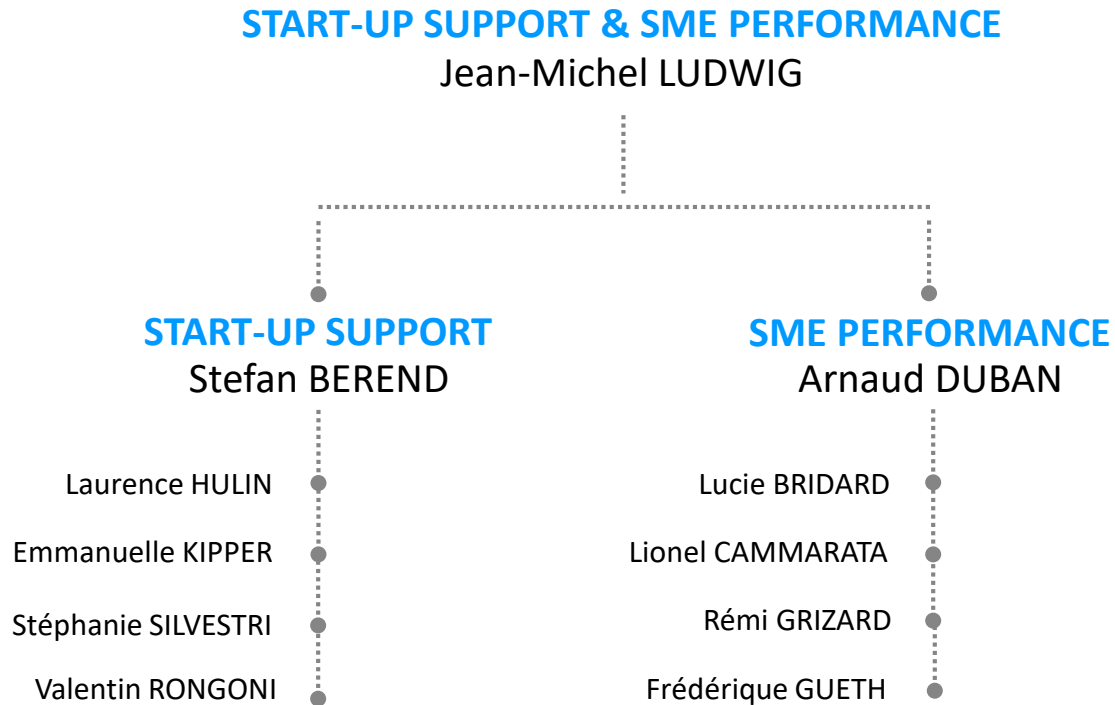 START-UP SUPPORT & SME PERFORMANCE
Jean-Michel LUDWIG
START-UP SUPPORT
Stefan BEREND
Laurence HULIN
Emmanuelle KIPPER
Stéphanie SILVESTRI
Valentin RONGONI
SME PERFORMANCE
Arnaud DUBAN
Lucie BRIDARD
Lionel CAMMARATA
Rémi GRIZARD
Frédérique GUETH